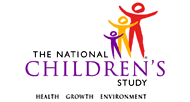 THE NATIONAL
CHILDREN'S
STUDY
HEALTH GROWTH ENVIRONMENT